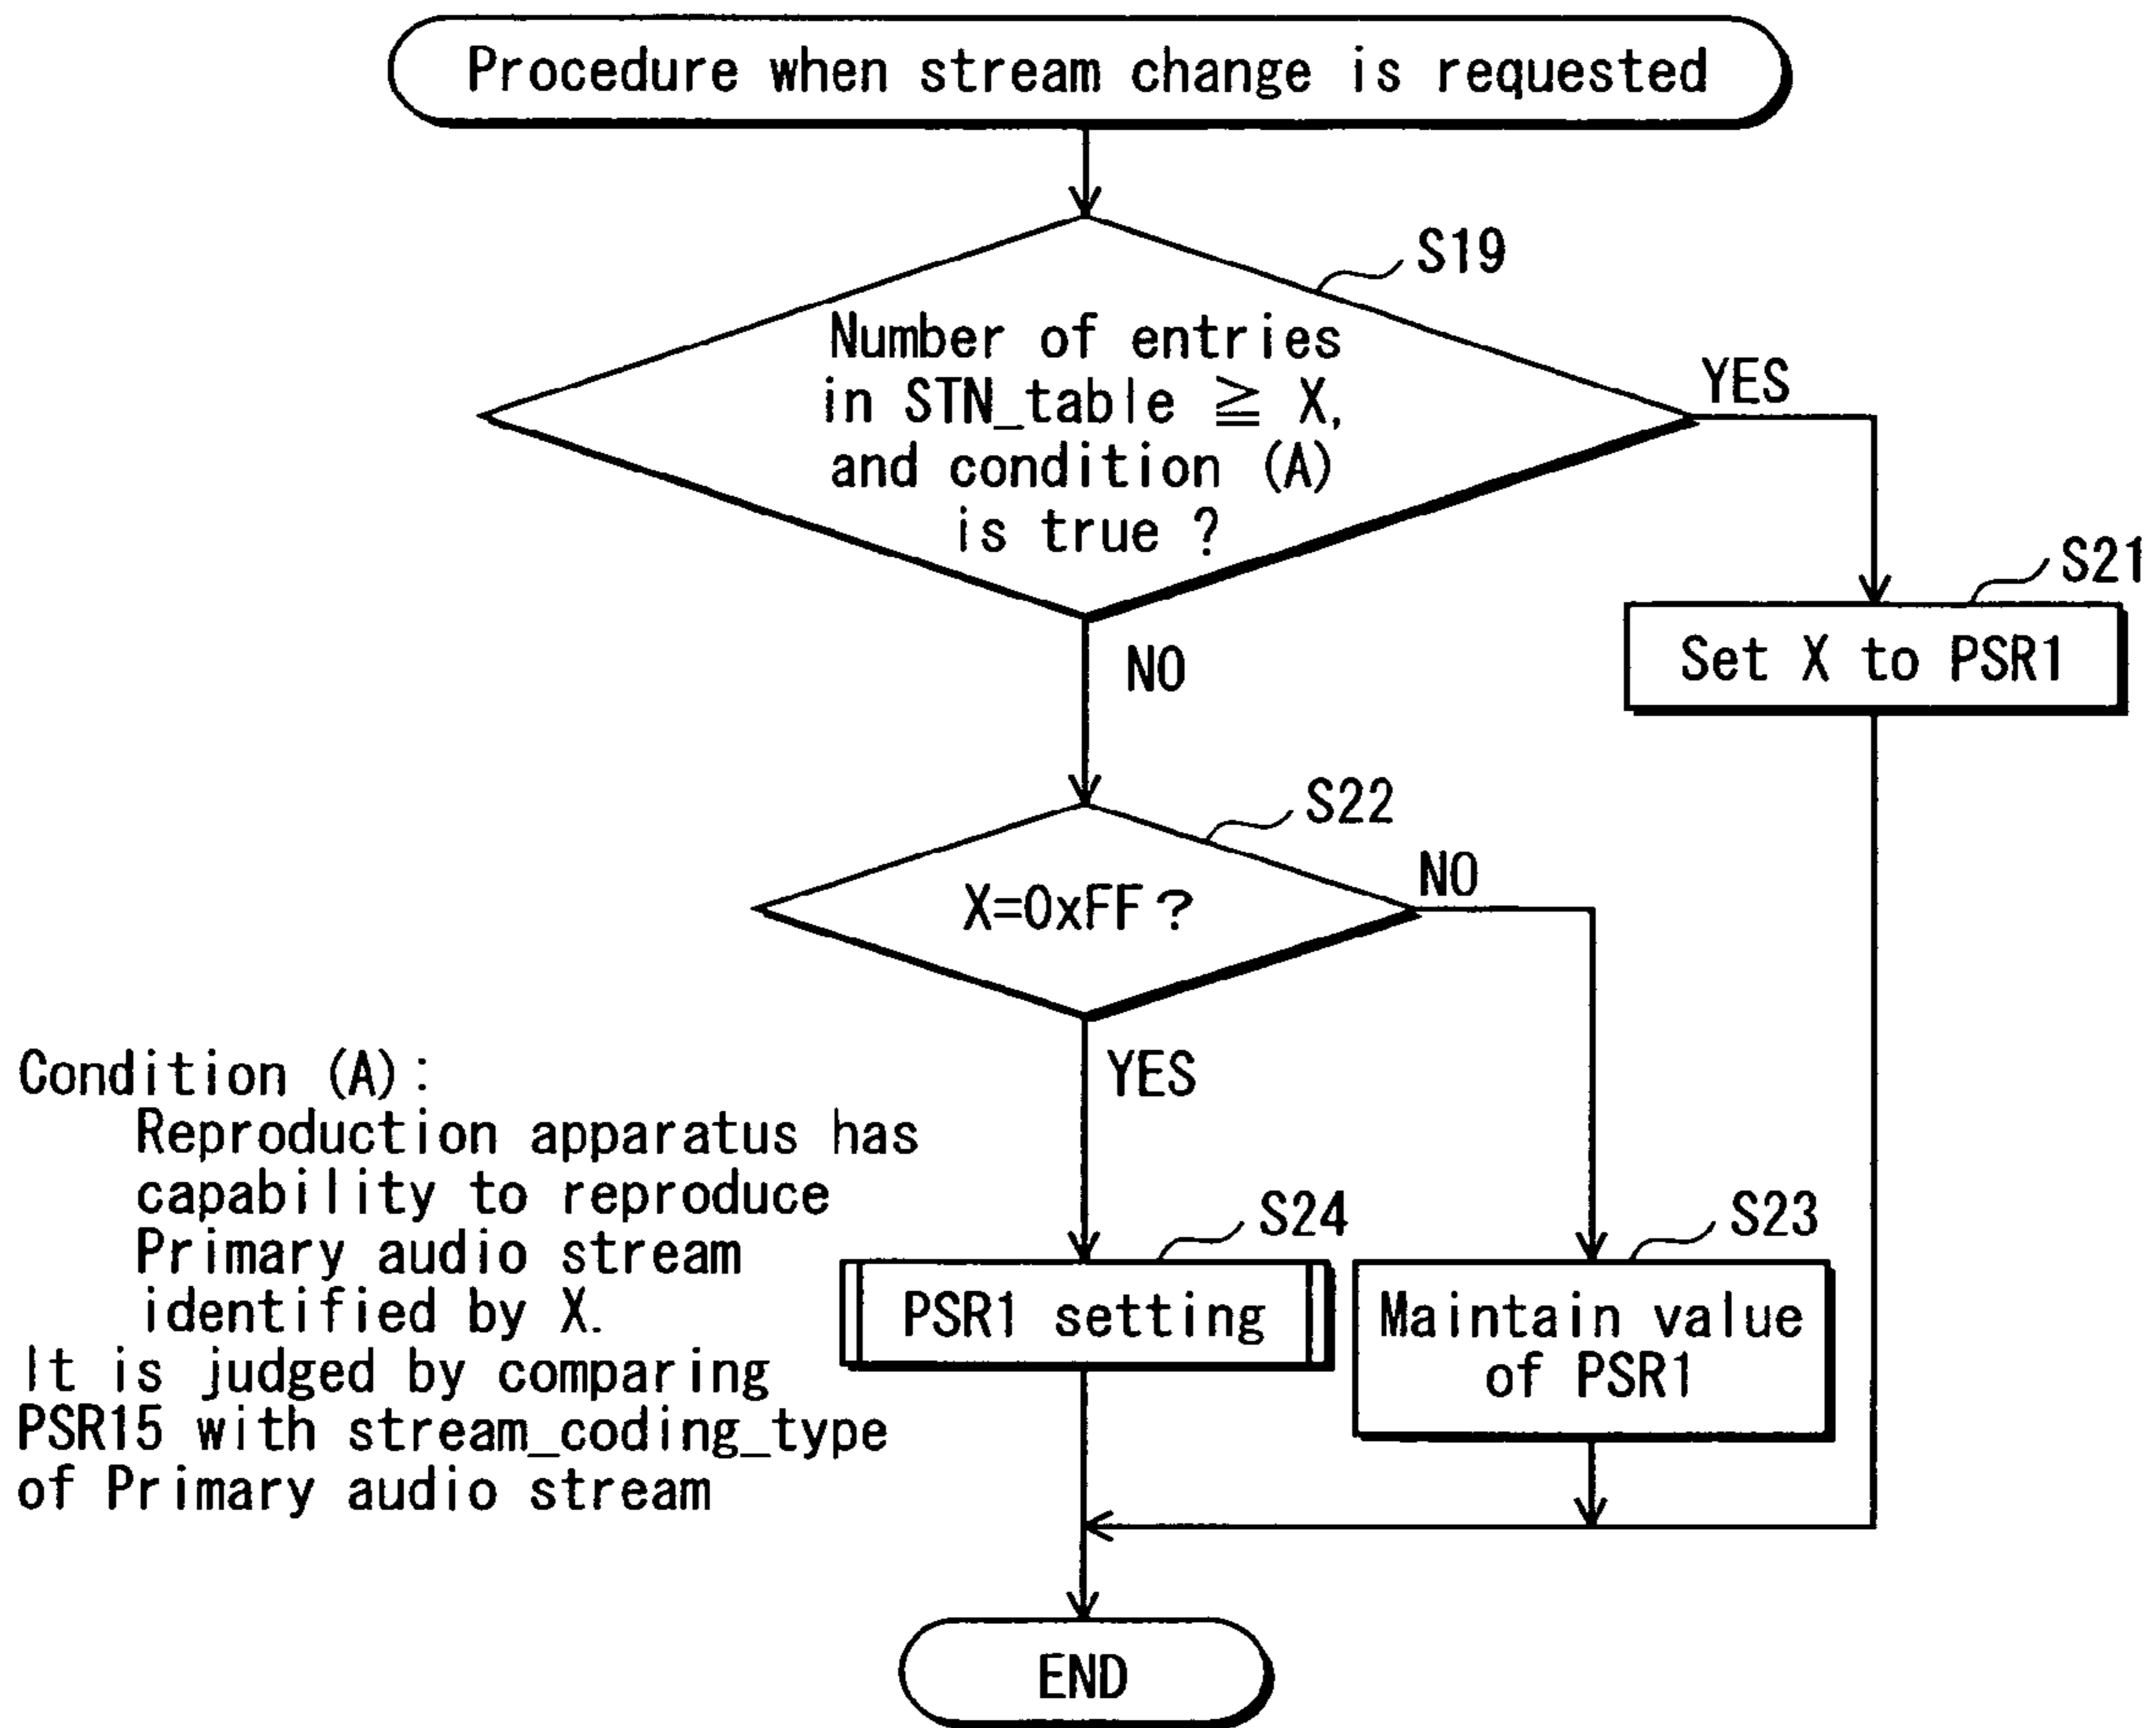 Procedure when stream change is requested
S19
Number of entries
in STN_table ≧ X,
and condition (A)
is true ?
YES
S21
Set X to PSR1
NO
S22
X=0xFF ?
NO
YES
Condition (A) :
Reproduction apparatus has
capability to reproduce
Primary audio stream
identified by X.
It is judged by comparing
PSR15 with stream_coding_type
of Primary audio stream
S24
PSR1 setting
S23
Maintain value
of PSR1
END